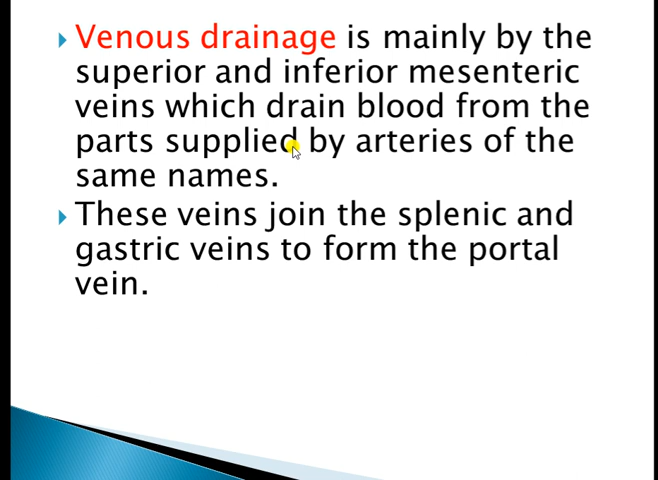 Venous drainage is mainly by the
superior and inferior mesenteric
veins which drain blood from the
parts supplied by arteries of the
same names.
These veins join the splenic and
gastric veins to form the portal
vein.